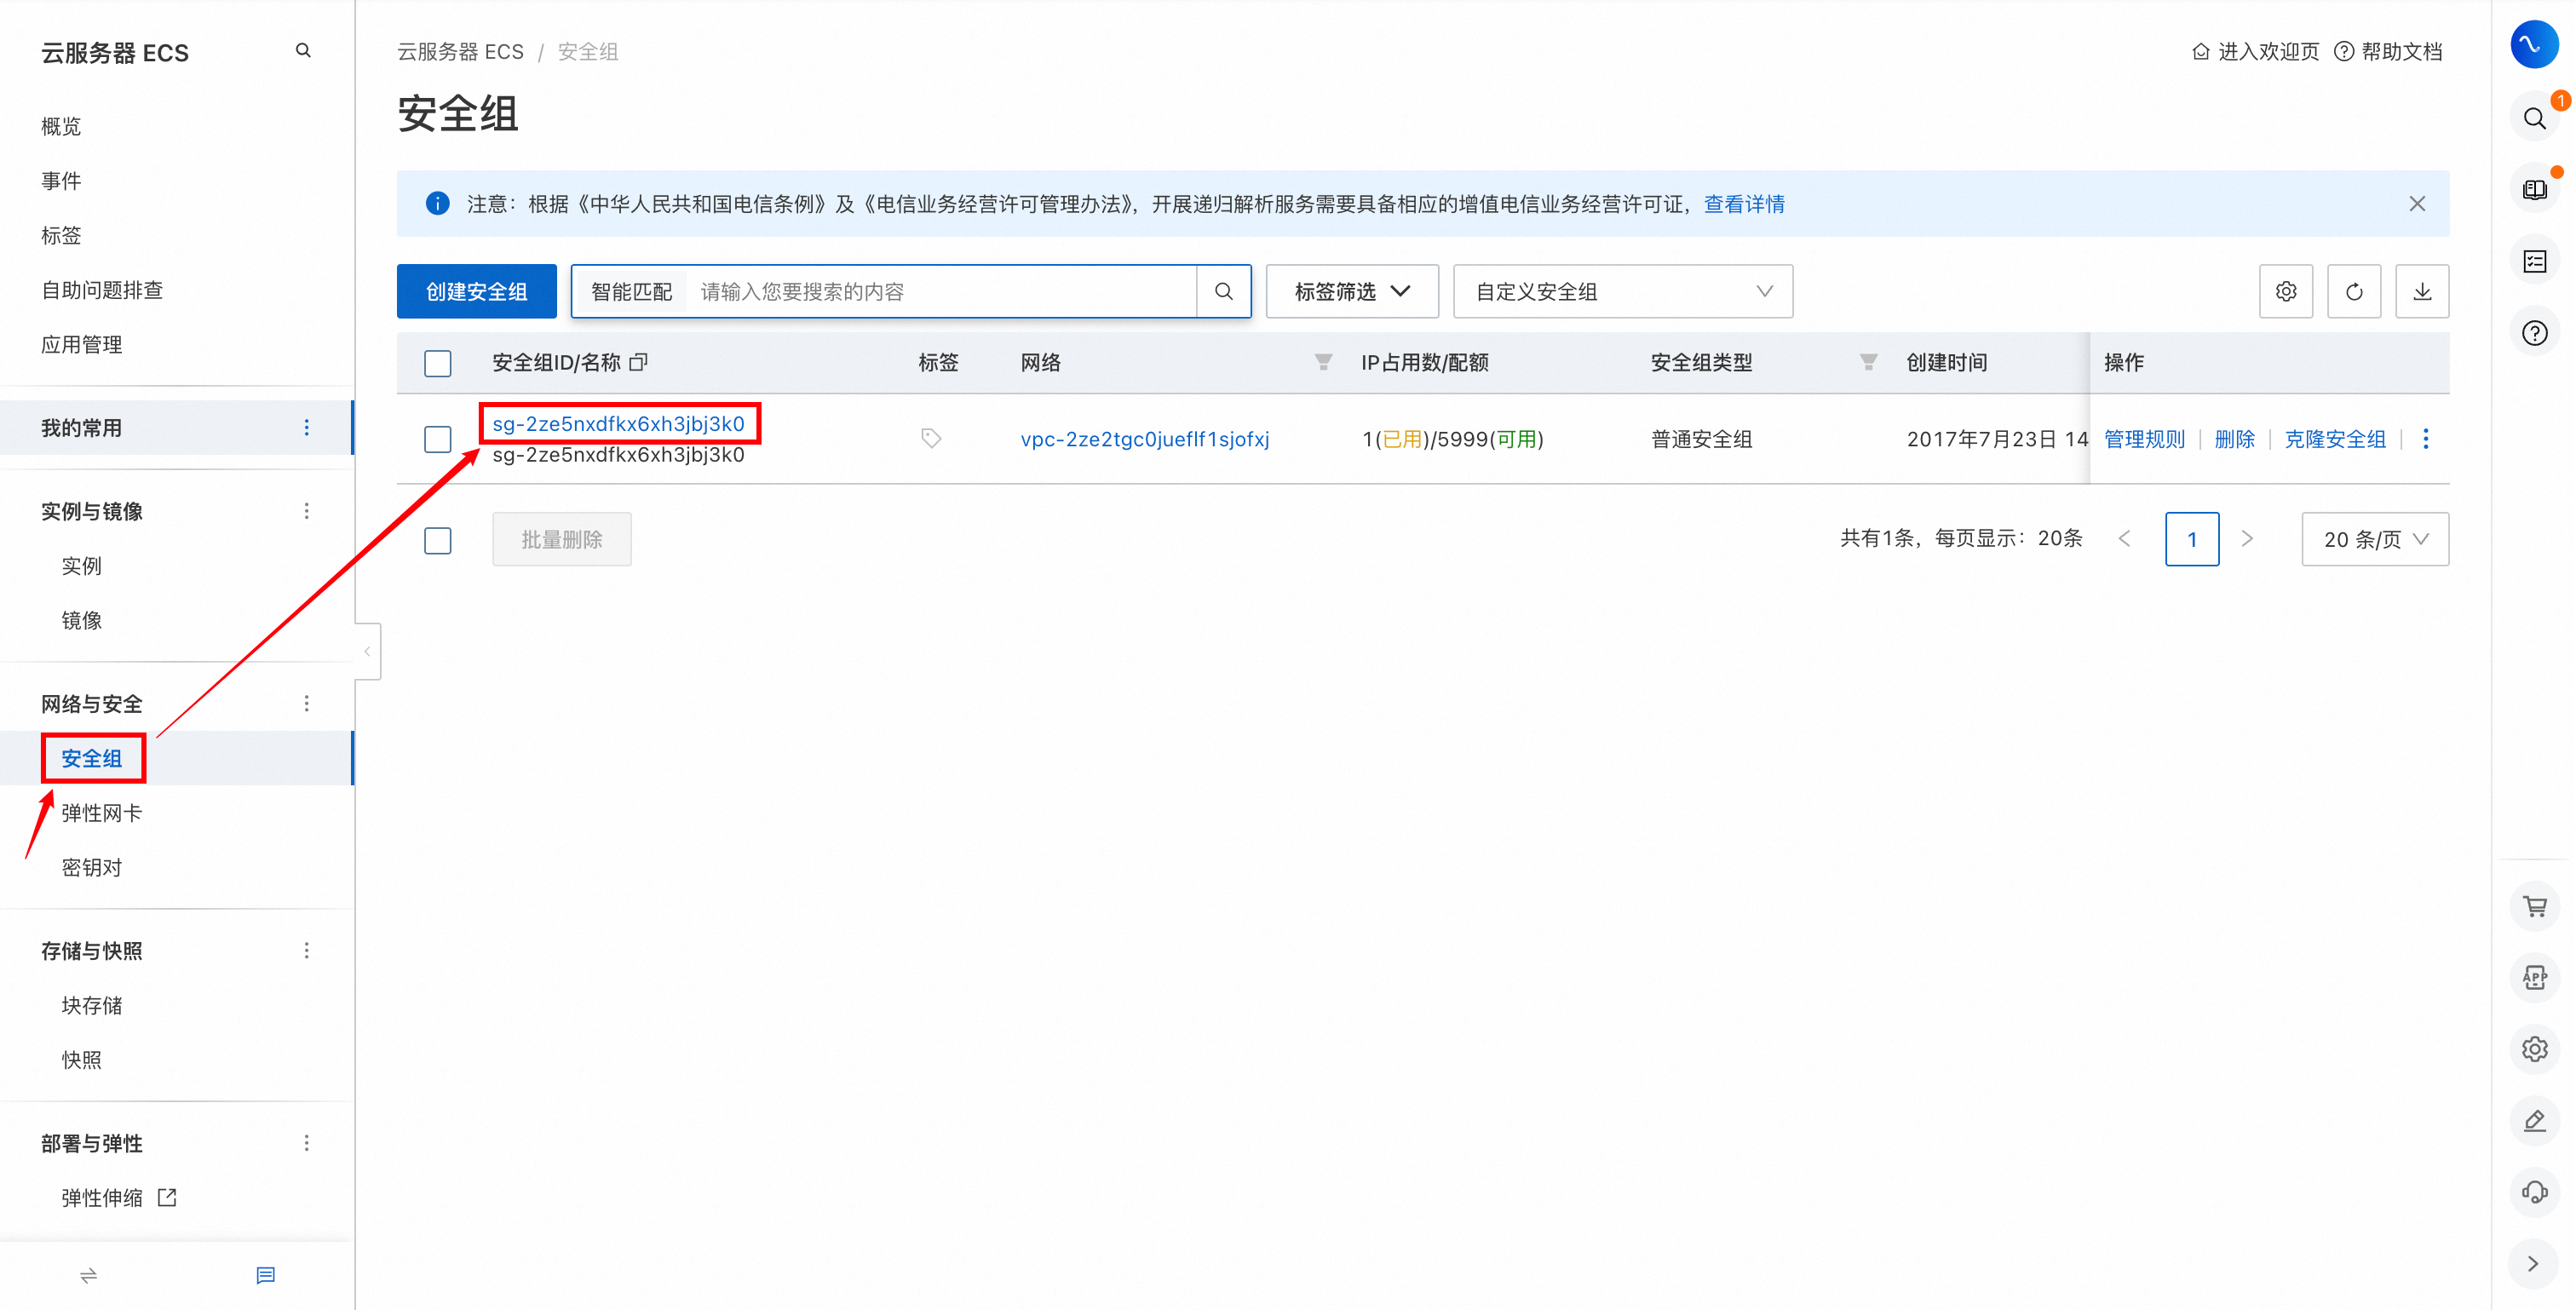 云服务器 ECS
概览
事件
标签
自助问题排查
应用管理
我的常用
实例与镜像
实例
镜像
网络与安全
安全组
弹性网卡
密钥对
存储与快照
块存储
快照
部署与弹性
弹性伸缩
云服务器 ECS / 安全组
进入欢迎页 帮助文档
安全组
注意：根据《中华人民共和国电信条例》及《电信业务经营许可管理办法》，开展递归解析服务需要具备相应的增值电信业务经营许可证，查看详情
创建安全组 智能匹配 请输入您要搜索的内容 标签筛选 自定义安全组
安全组ID/名称 标签 网络 IP占用数/配额 安全组类型 创建时间 操作
sg-2ze5nxdfkx6xh3jbj3k0
sg-2ze5nxdfkx6xh3jbj3k0
vpc-2ze2tgc0jueflf1sjofxj 1(已用)/5999(可用) 普通安全组 2017年7月23日 14 管理规则 删除 克隆安全组
批量删除 共有1条，每页显示：20条 1 20 条/页
1
APP